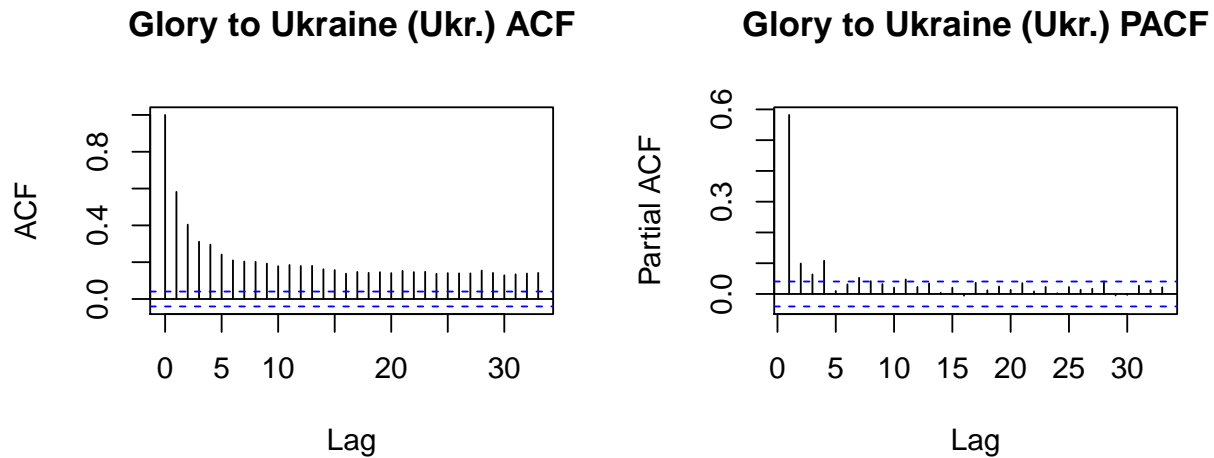 Glory to Ukraine (Ukr.) ACF
ACF
0.0 0.4 0.8
0 5 10 20 30
Lag
Glory to Ukraine (Ukr.) PACF
Partial ACF
0.0 0.3 0.6
0 5 10 15 20 25 30
Lag